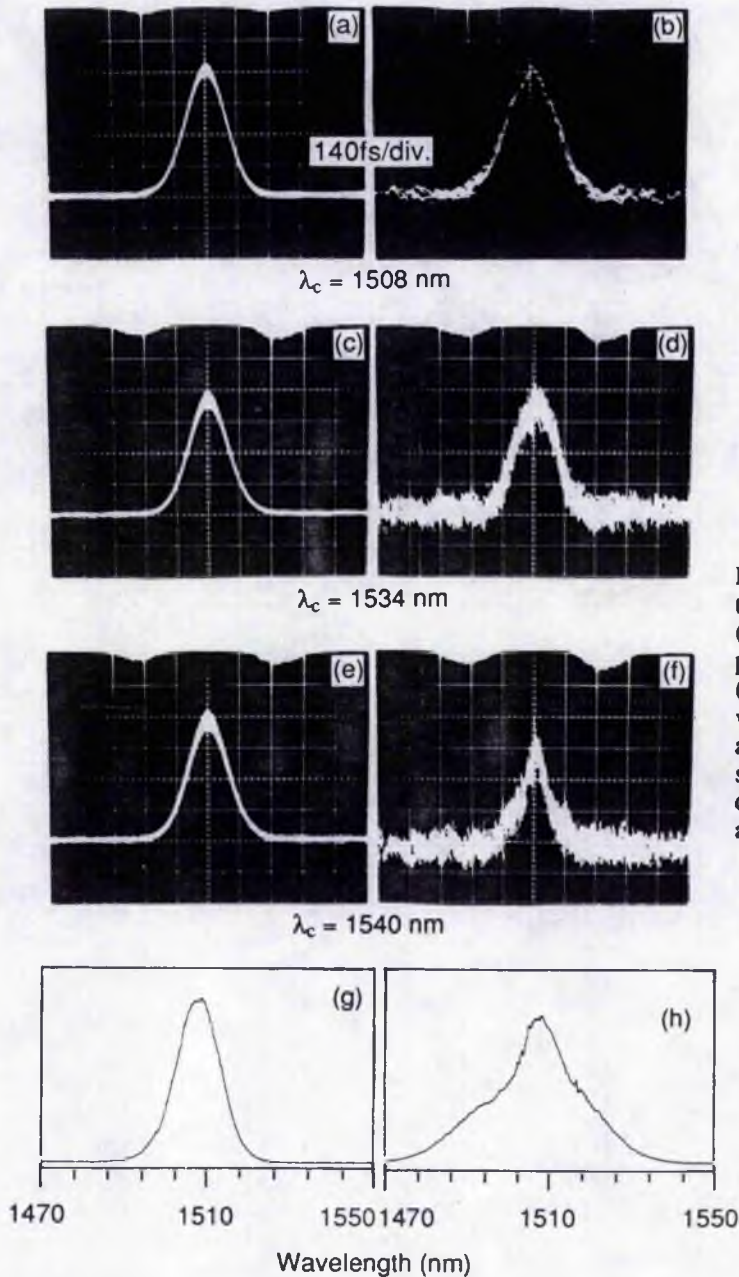 (a) (b)
140fs/div.
λc = 1508 nm
(c) (d)
λc = 1534 nm
(e) (f)
λc = 1540 nm
(g) (h)
1470 1510 1550 1470 1510 1550
Wavelength (nm)